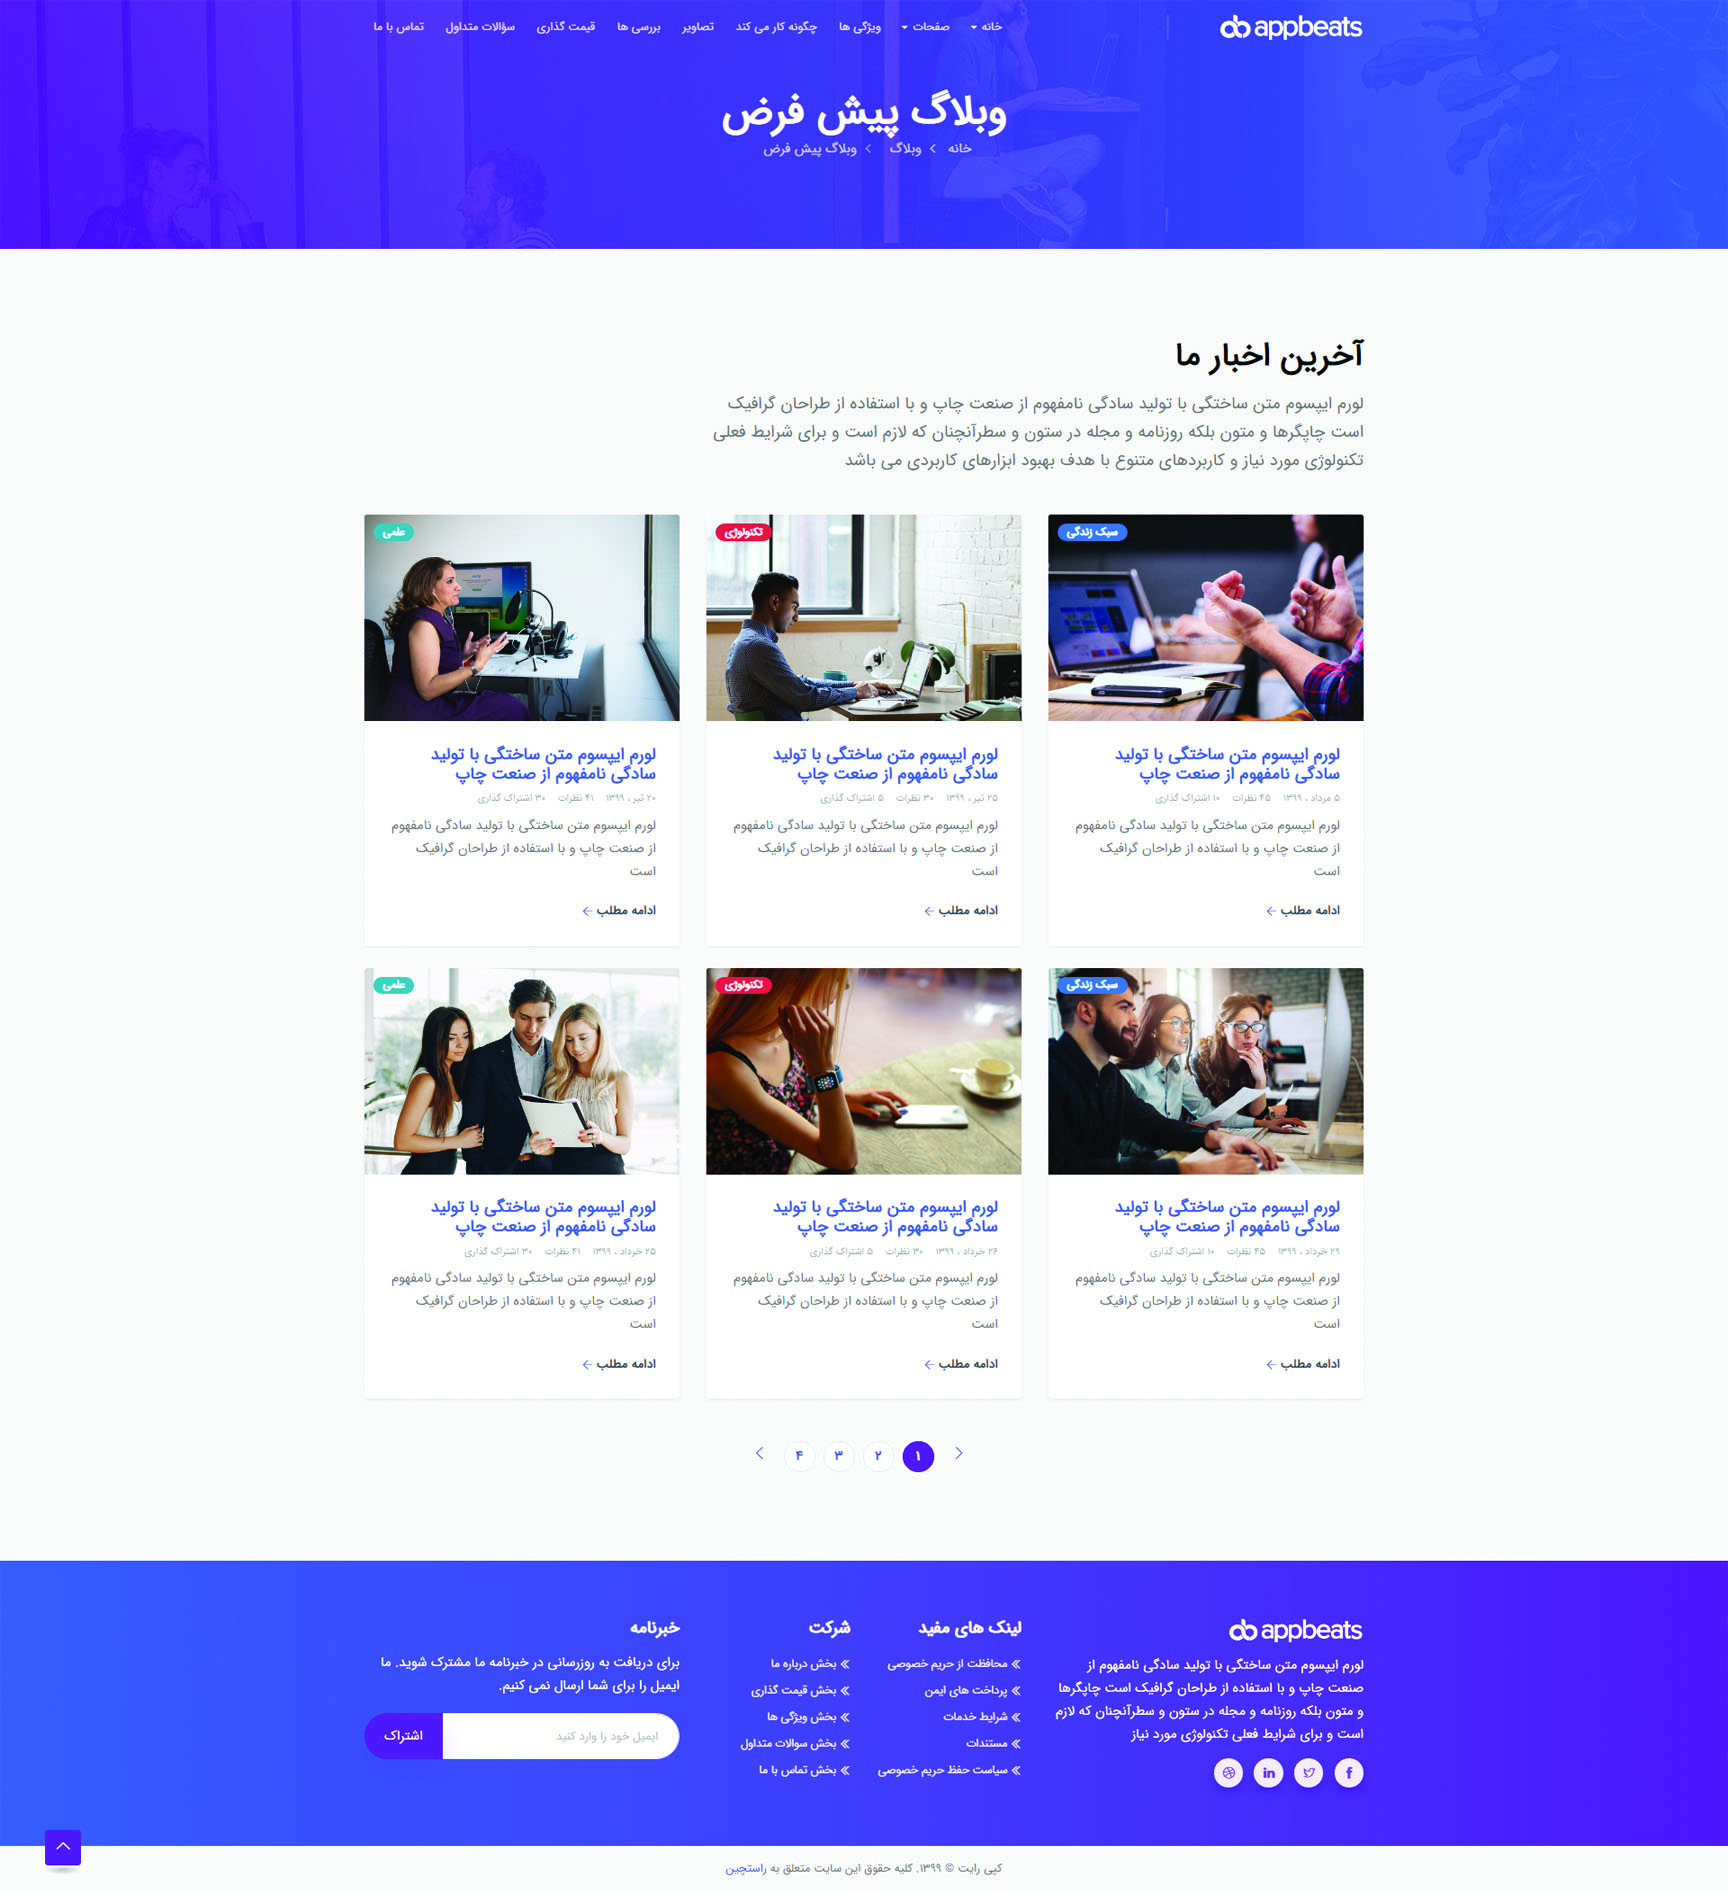 appbeats
خانه
صفحات
ویژگی ها
چگونه کار می کند
تصاویر
بررسی ها
قیمت گذاری
سؤالات متداول
تماس با ما
وبلاگ پیش فرض
خانه
وبلاگ
وبلاگ پیش فرض
آخرین اخبار ما
لورم ایپسوم متن ساختگی با تولید سادگی نامفهوم از صنعت چاپ و با استفاده از طراحان گرافیک
است چاپگرها و متون بلکه روزنامه و مجله در ستون و سطرآنچنان که لازم است و برای شرایط فعلی
تکنولوژی مورد نیاز و کاربردهای متنوع با هدف بهبود ابزارهای کاربردی می باشد
سبک زندگی
لورم ایپسوم متن ساختگی با تولید
سادگی نامفهوم از صنعت چاپ
۵ مرداد ، ۱۳۹۹ ۴۵ نظرات ۱۰ اشتراک گذاری
لورم ایپسوم متن ساختگی با تولید سادگی نامفهوم
از صنعت چاپ و با استفاده از طراحان گرافیک
است
ادامه مطلب
تکنولوژی
لورم ایپسوم متن ساختگی با تولید
سادگی نامفهوم از صنعت چاپ
۲۵ تیر ، ۱۳۹۹ ۳۰ نظرات ۵ اشتراک گذاری
لورم ایپسوم متن ساختگی با تولید سادگی نامفهوم
از صنعت چاپ و با استفاده از طراحان گرافیک
است
ادامه مطلب
علمی
لورم ایپسوم متن ساختگی با تولید
سادگی نامفهوم از صنعت چاپ
۲۰ تیر ، ۱۳۹۹ ۴۱ نظرات ۳۰ اشتراک گذاری
لورم ایپسوم متن ساختگی با تولید سادگی نامفهوم
از صنعت چاپ و با استفاده از طراحان گرافیک
است
ادامه مطلب
سبک زندگی
لورم ایپسوم متن ساختگی با تولید
سادگی نامفهوم از صنعت چاپ
۲۹ خرداد ، ۱۳۹۹ ۴۵ نظرات ۱۰ اشتراک گذاری
لورم ایپسوم متن ساختگی با تولید سادگی نامفهوم
از صنعت چاپ و با استفاده از طراحان گرافیک
است
ادامه مطلب
تکنولوژی
لورم ایپسوم متن ساختگی با تولید
سادگی نامفهوم از صنعت چاپ
۲۶ خرداد ، ۱۳۹۹ ۳۰ نظرات ۵ اشتراک گذاری
لورم ایپسوم متن ساختگی با تولید سادگی نامفهوم
از صنعت چاپ و با استفاده از طراحان گرافیک
است
ادامه مطلب
علمی
لورم ایپسوم متن ساختگی با تولید
سادگی نامفهوم از صنعت چاپ
۲۵ خرداد ، ۱۳۹۹ ۴۱ نظرات ۳۰ اشتراک گذاری
لورم ایپسوم متن ساختگی با تولید سادگی نامفهوم
از صنعت چاپ و با استفاده از طراحان گرافیک
است
ادامه مطلب
۱ ۲ ۳ ۴
appbeats
لورم ایپسوم متن ساختگی با تولید سادگی نامفهوم از
صنعت چاپ و با استفاده از طراحان گرافیک است چاپگرها
و متون بلکه روزنامه و مجله در ستون و سطرآنچنان که لازم
است و برای شرایط فعلی تکنولوژی مورد نیاز
لینک های مفید
محافظت از حریم خصوصی
پرداخت های ایمن
شرایط خدمات
مستندات
سیاست حفظ حریم خصوصی
شرکت
بخش درباره ما
بخش قیمت گذاری
بخش ویژگی ها
بخش سوالات متداول
بخش تماس با ما
خبرنامه
برای دریافت به روزرسانی در خبرنامه ما مشترک شوید. ما
ایمیل را برای شما ارسال نمی کنیم.
ایمیل خود را وارد کنید
اشتراک
کپی رایت © ۱۳۹۹. کلیه حقوق این سایت متعلق به راستچین